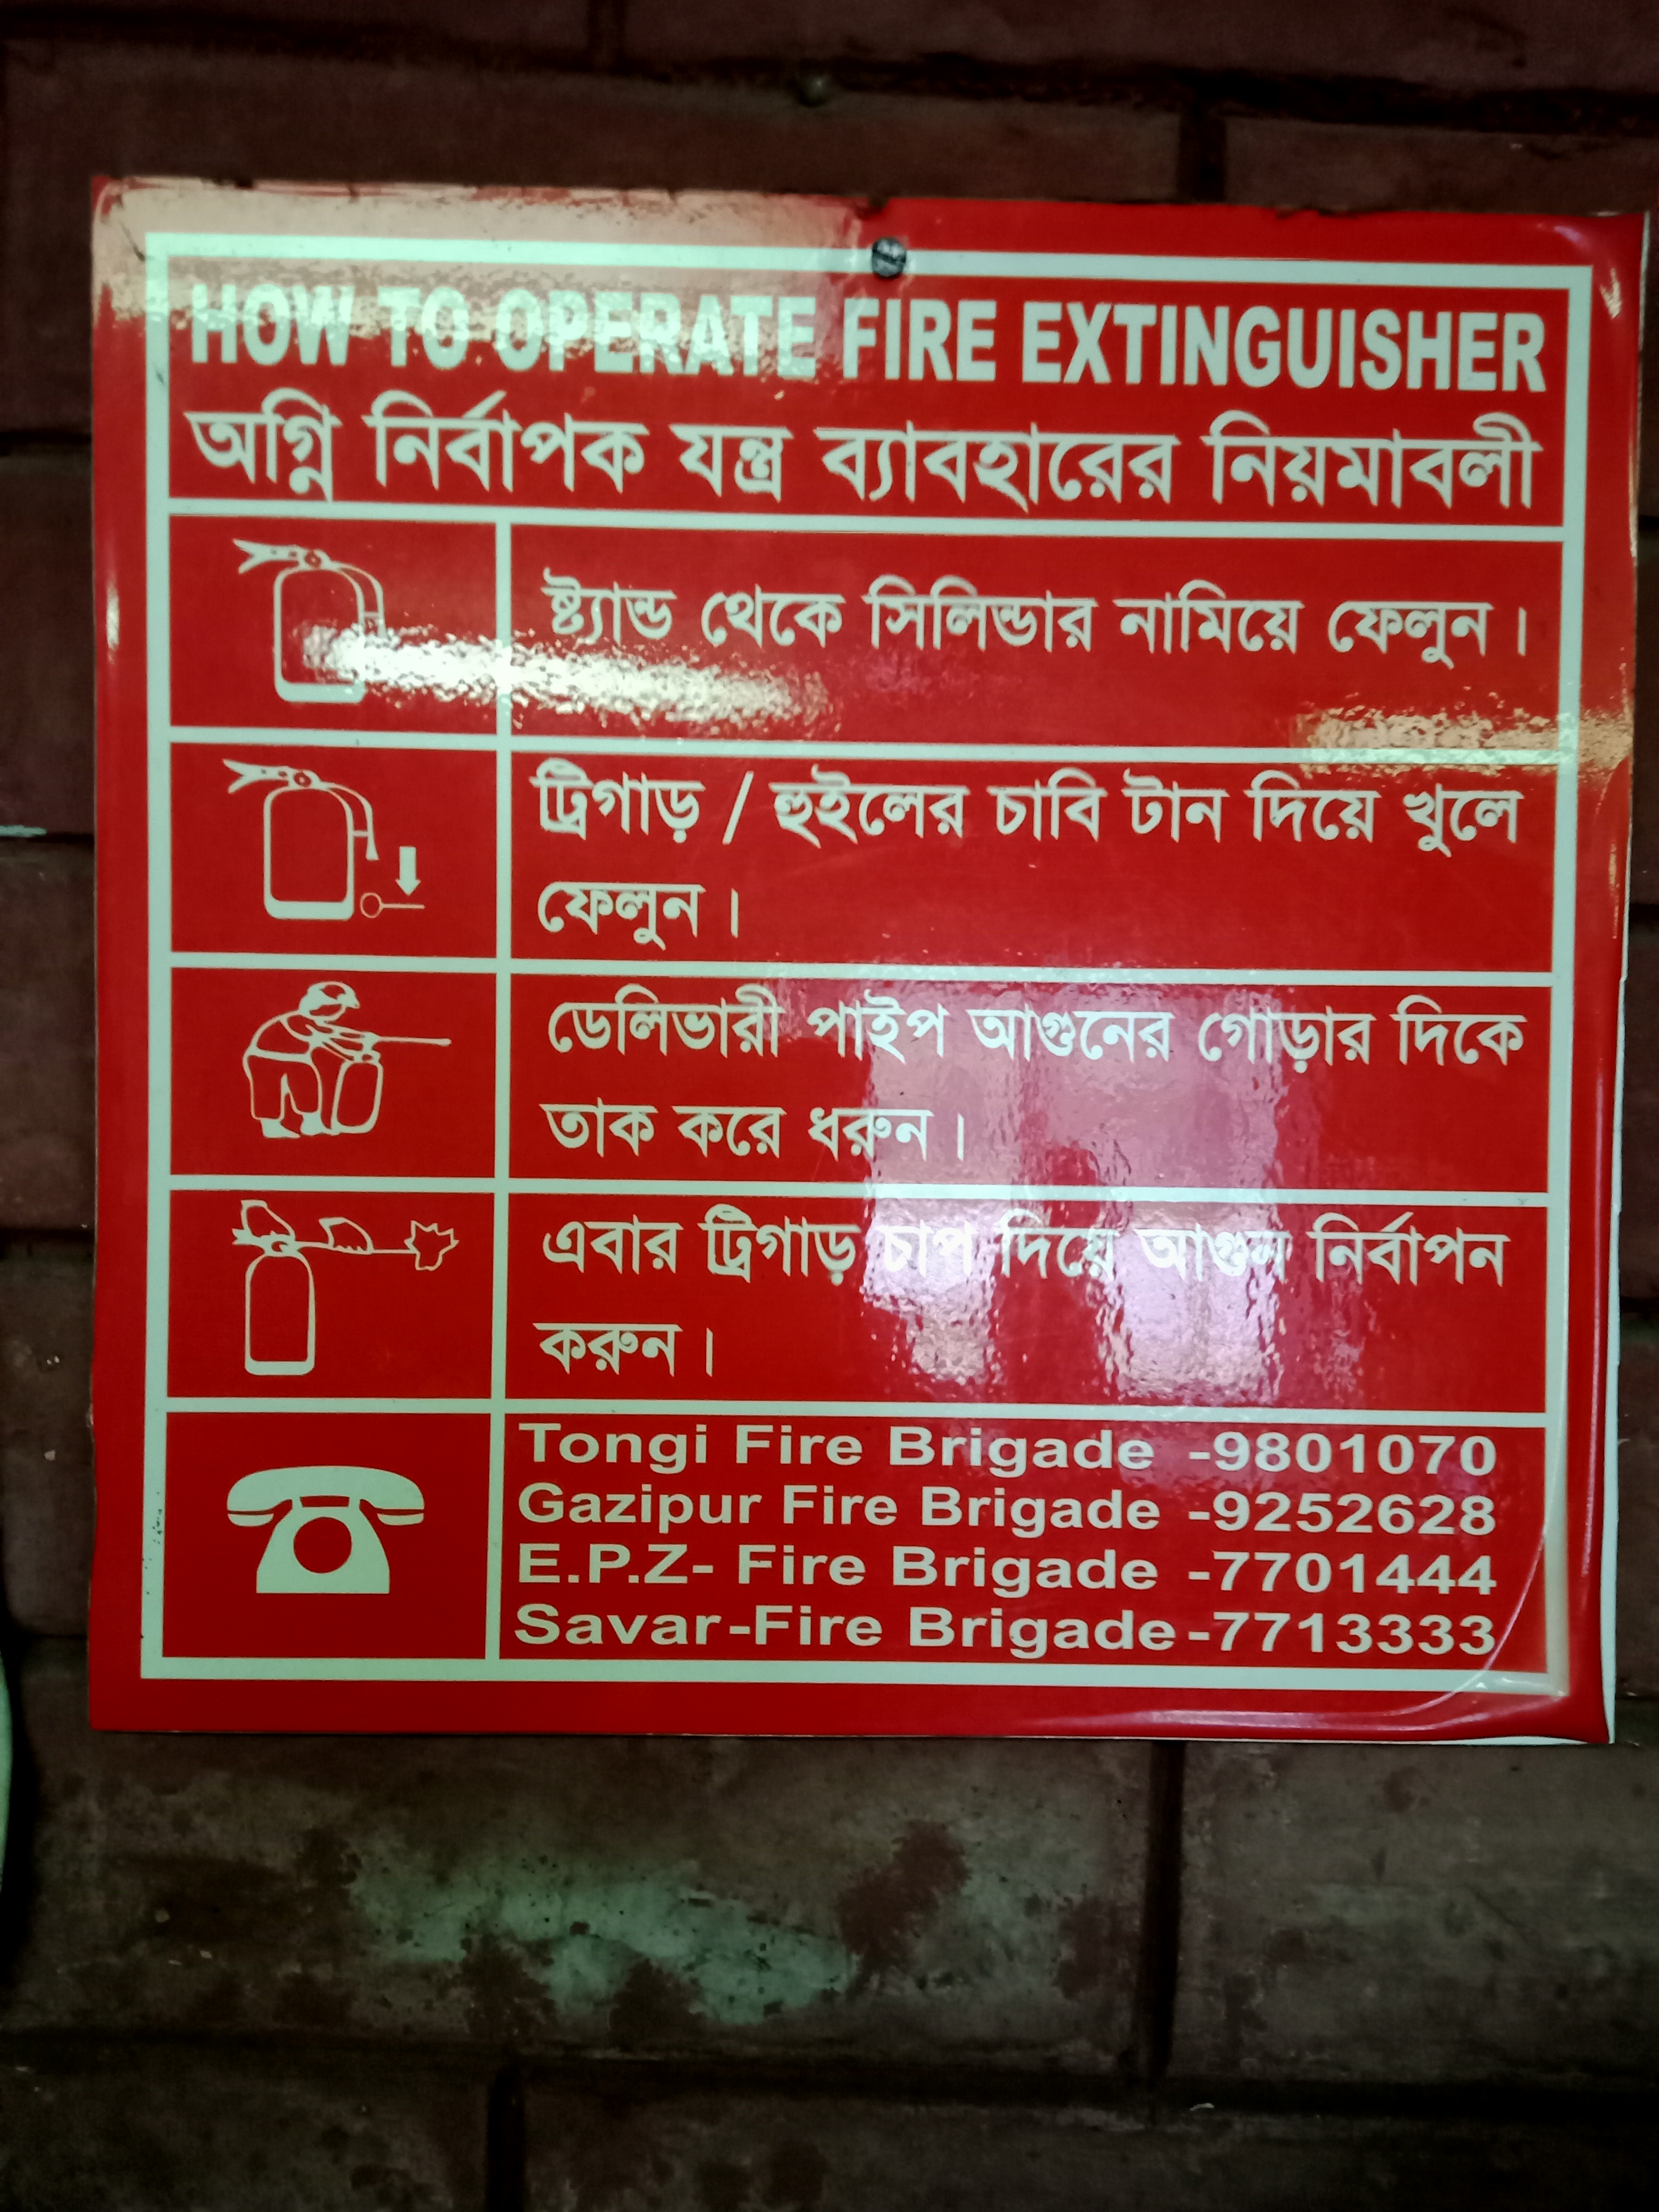 HOW TO OPERATE FIRE EXTINGUISHER
অগ্নি নির্বাপক যন্ত্র ব্যাবহারের নিয়মাবলী
ষ্ট্যান্ড থেকে সিলিন্ডার নামিয়ে ফেলুন।
ট্রিগাড় / হুইলের চাবি টান দিয়ে খুলে
ফেলুন।
ডেলিভারী পাইপ আগুনের গোড়ার দিকে
তাক করে ধরুন।
এবার ট্রিগাড় চাপ দিয়ে আগুন নির্বাপন
করুন।
Tongi Fire Brigade -9801070
Gazipur Fire Brigade -9252628
E.P.Z- Fire Brigade -7701444
Savar-Fire Brigade-7713333